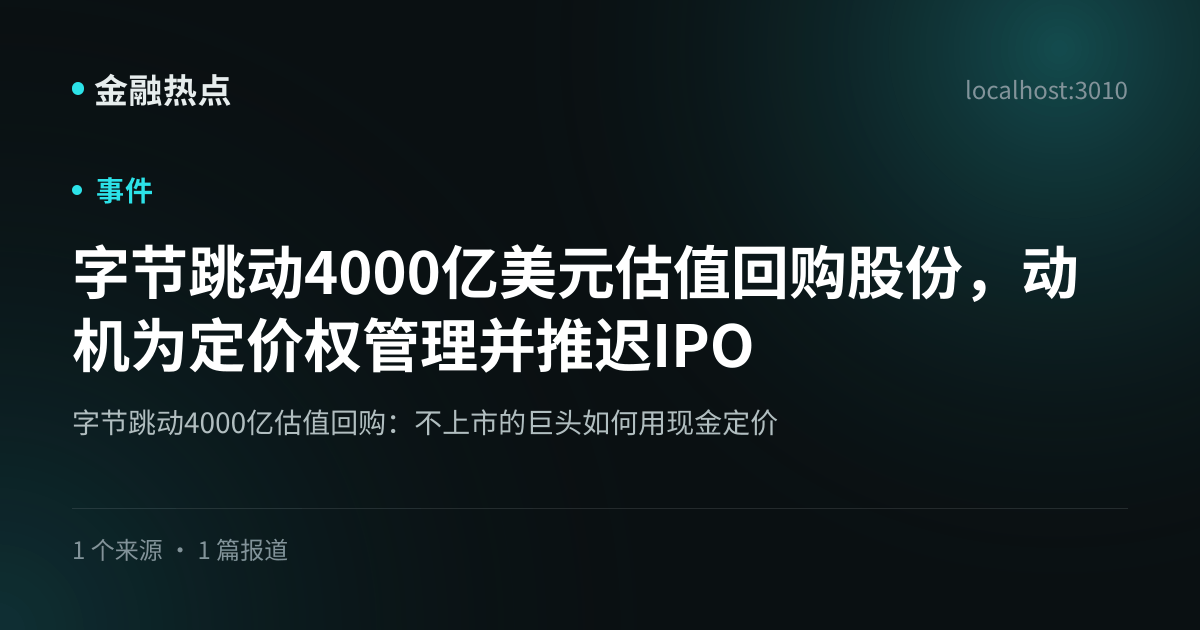 金融热点
localhost:3010
事件
字节跳动4000亿美元估值回购股份，动
机为定价权管理并推迟IPO
字节跳动4000亿估值回购：不上市的巨头如何用现金定价
1 个来源 · 1 篇报道